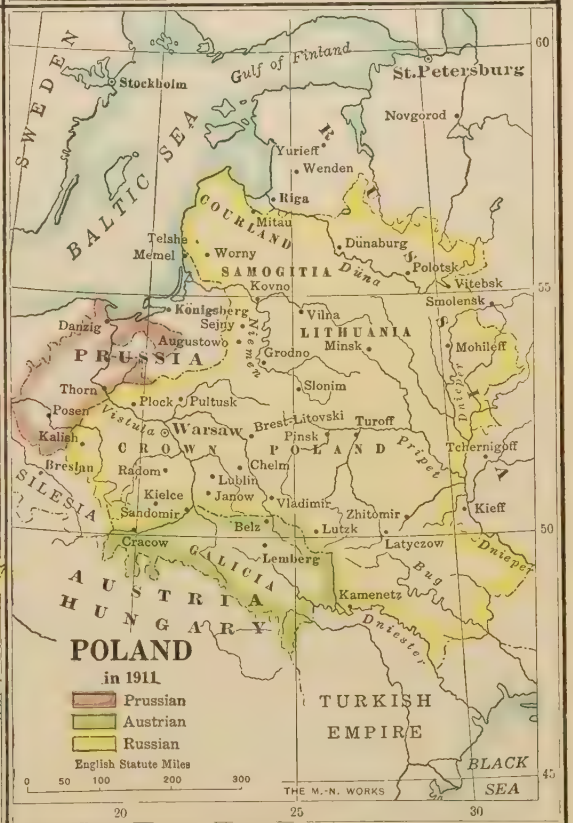 60
SWEDEN
Gulf of Finland
St.Petersburg
Stockholm
Novgorod
BALTIC SEA
Yurieff
Wenden
Riga
COURLAND
Mitau
Telshe
Memel
Worny
Dünaburg
SAMOGITIA
Düna
Polotsk
Vitebsk
55
Kovno
Smolensk
Königsberg
Vilna
Danzig
Sejny
Niemen
LITHUANIA
Augustowo
Minsk
Mohileff
PRUSSIA
Grodno
Dnieper
Thorn
Slonim
Plock
Pultusk
Posen
Vistula
Warsaw
Brest-Litovski
Turoff
Kalish
Pinsk
Pripet
Tchernigoff
CROWN POLAND
RUSSIA
Breslau
Radom
Chelm
Lublin
SILESIA
Kielce
Janow
Vladimir
Sandomir
Zhitomir
Kieff
Belz
Lutzk
50
Cracow
Latyczow
GALICIA
Lemberg
Dnieper
AUSTRIA
HUNGARY
Bug
Kamenetz
Dniester
POLAND
in 1911
Prussian
Austrian
Russian
English Statute Miles
0 50 100 200 300
TURKISH
EMPIRE
BLACK
SEA
45
THE M.-N. WORKS
20 25 30